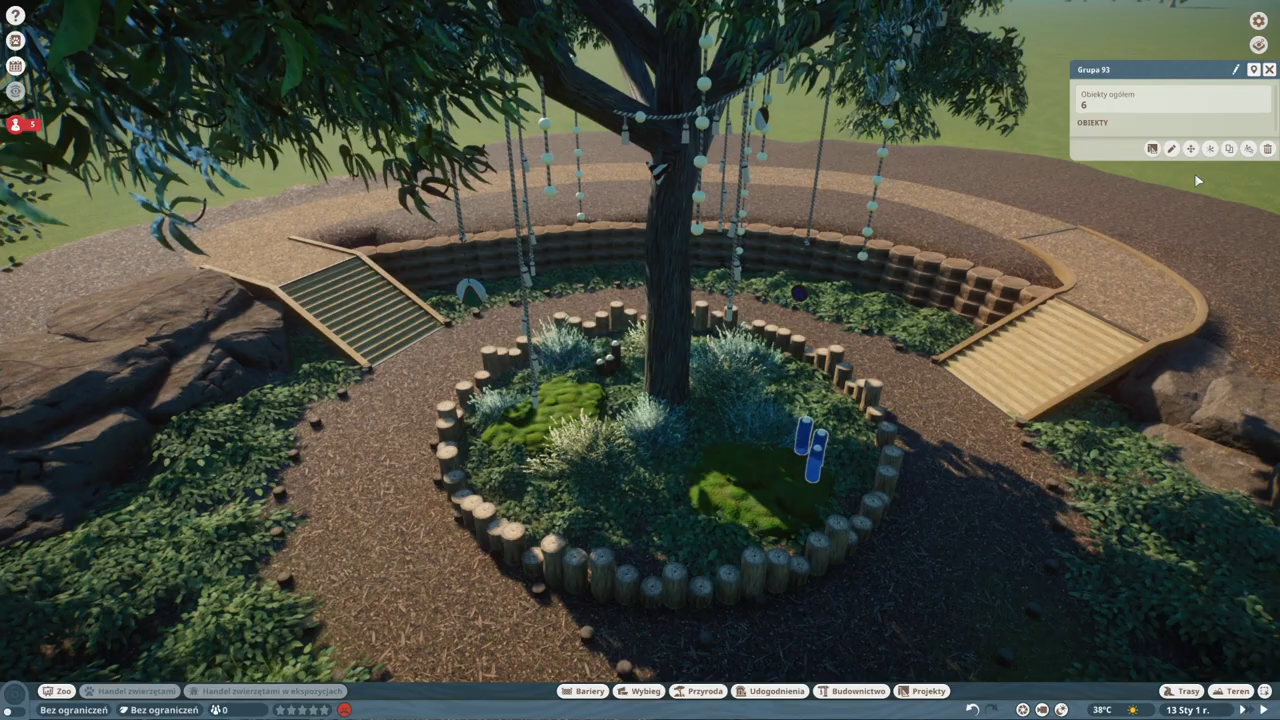 ?
5
Grupa 93
Obiekty ogółem
6
OBIEKTY
Zoo
Handel zwierzętami
Handel zwierzętami w ekspozycjach
Bariery
Wybieg
Przyroda
Udogodnienia
Budownictwo
Projekty
Trasy
Teren
Bez ograniczeń
Bez ograniczeń
0
38°C
13 Sty 1 r.